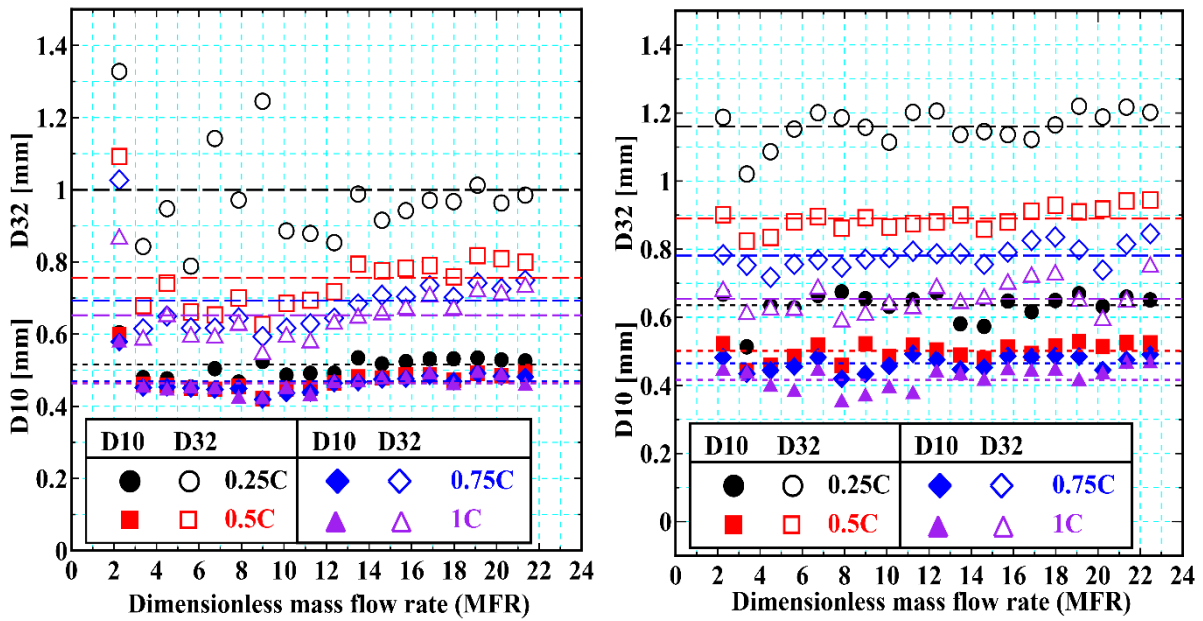 1.4
1.2
1
0.8
0.6
0.4
0.2
0
D32 [mm]
D10 [mm]
D10 D32 D10 D32
0.25C 0.75C
0.5C 1C
0 2 4 6 8 10 12 14 16 18 20 22 24
Dimensionless mass flow rate (MFR)
1.4
1.2
1
0.8
0.6
0.4
0.2
0
D32 [mm]
D10 [mm]
D10 D32 D10 D32
0.25C 0.75C
0.5C 1C
0 2 4 6 8 10 12 14 16 18 20 22 24
Dimensionless mass flow rate (MFR)